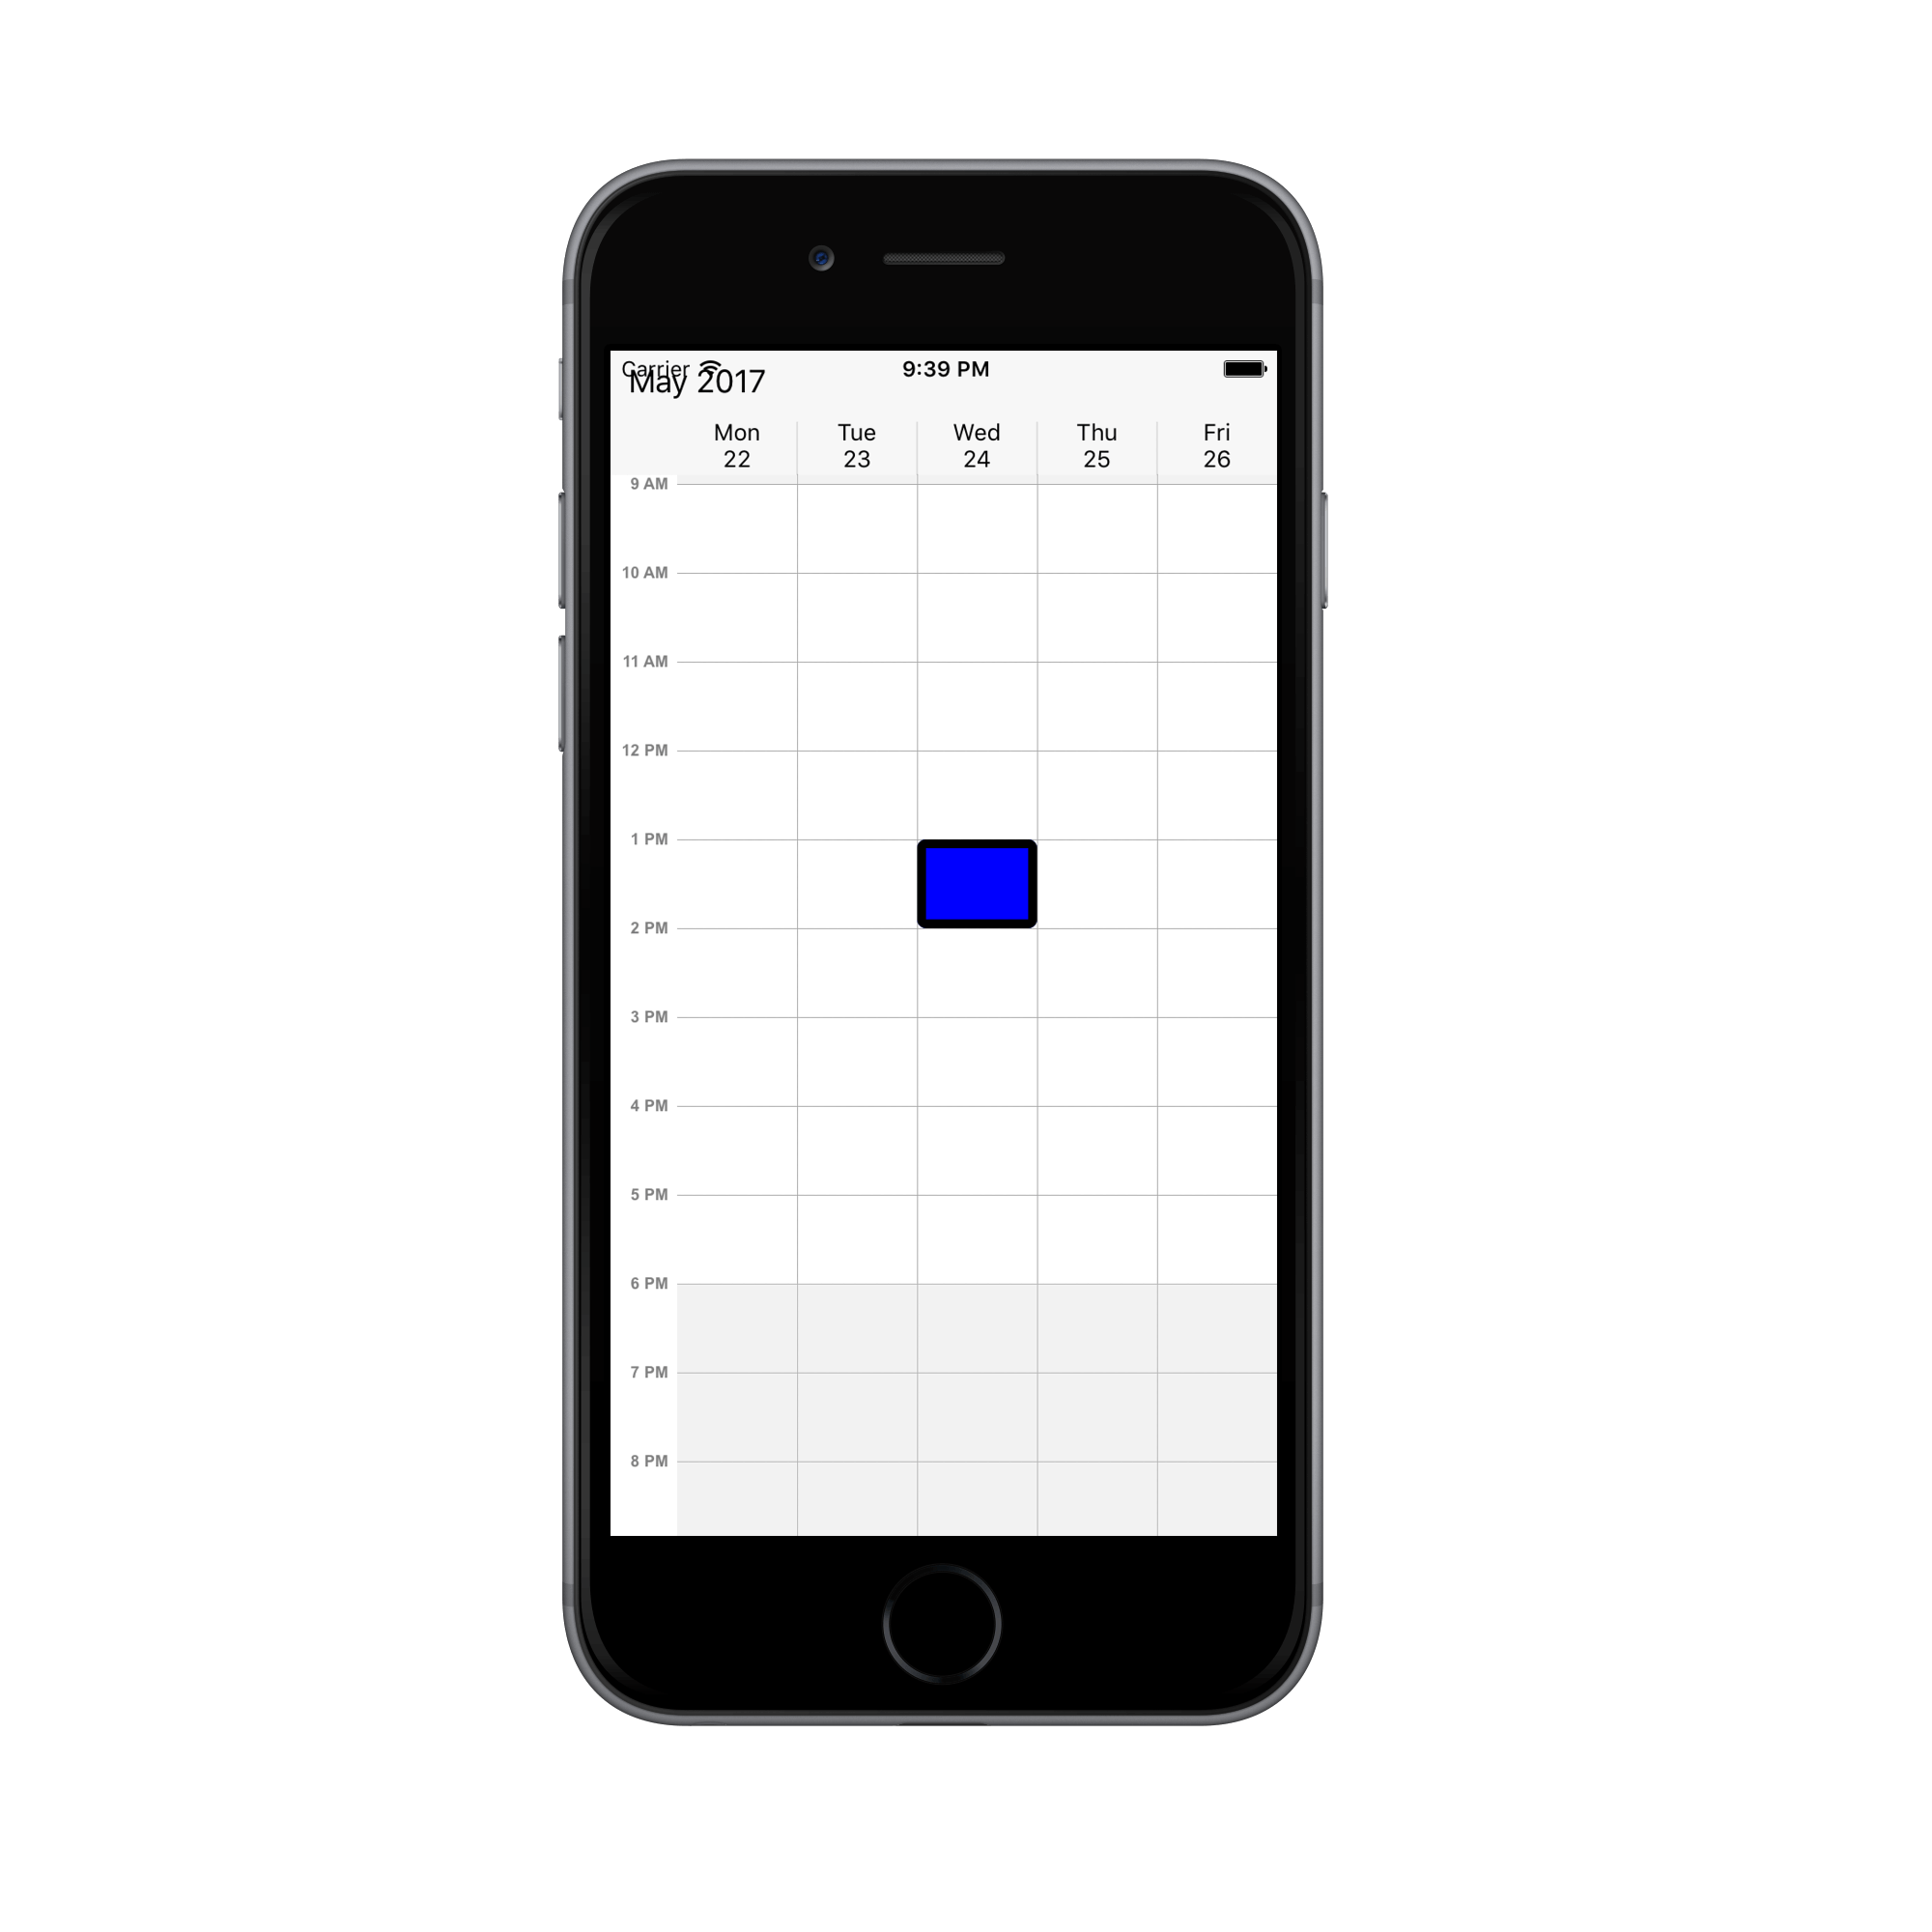 Carrier 9:39 PM
May 2017
Mon Tue Wed Thu Fri
22 23 24 25 26
9 AM
10 AM
11 AM
12 PM
1 PM
2 PM
3 PM
4 PM
5 PM
6 PM
7 PM
8 PM